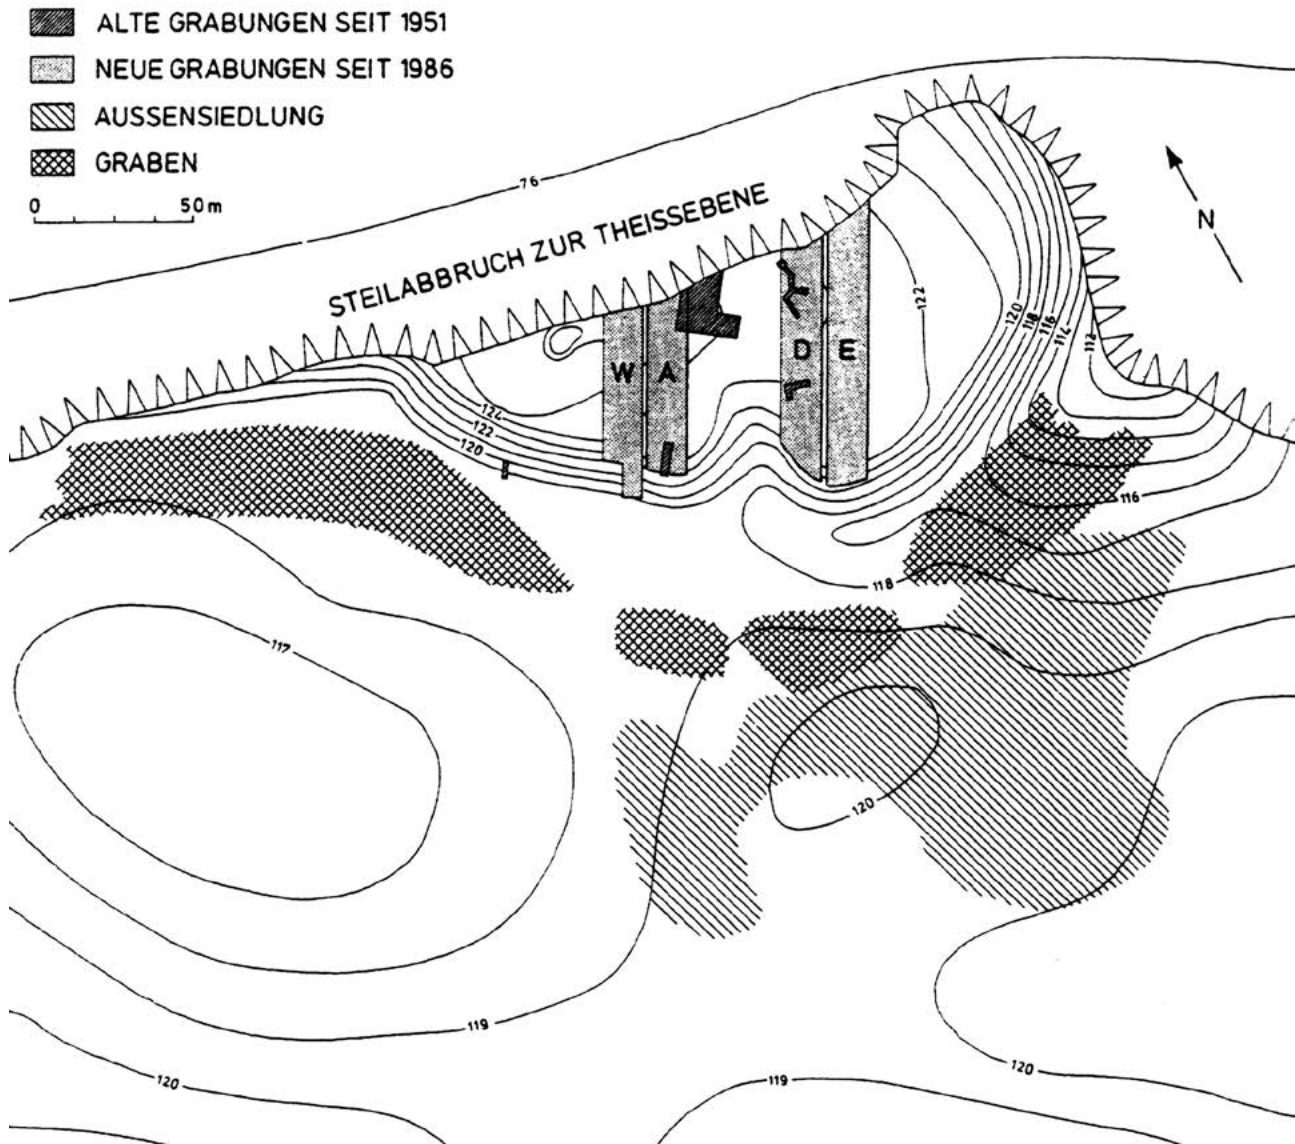 ALTE GRABUNGEN SEIT 1951
NEUE GRABUNGEN SEIT 1986
AUSSENSIEDLUNG
GRABEN
0 50 m
76
STEILABBRUCH ZUR THEISSEBENE
N
122
120
118
116
114
112
W A D E
124
122
120
116
118
117
120
119
120
119
120